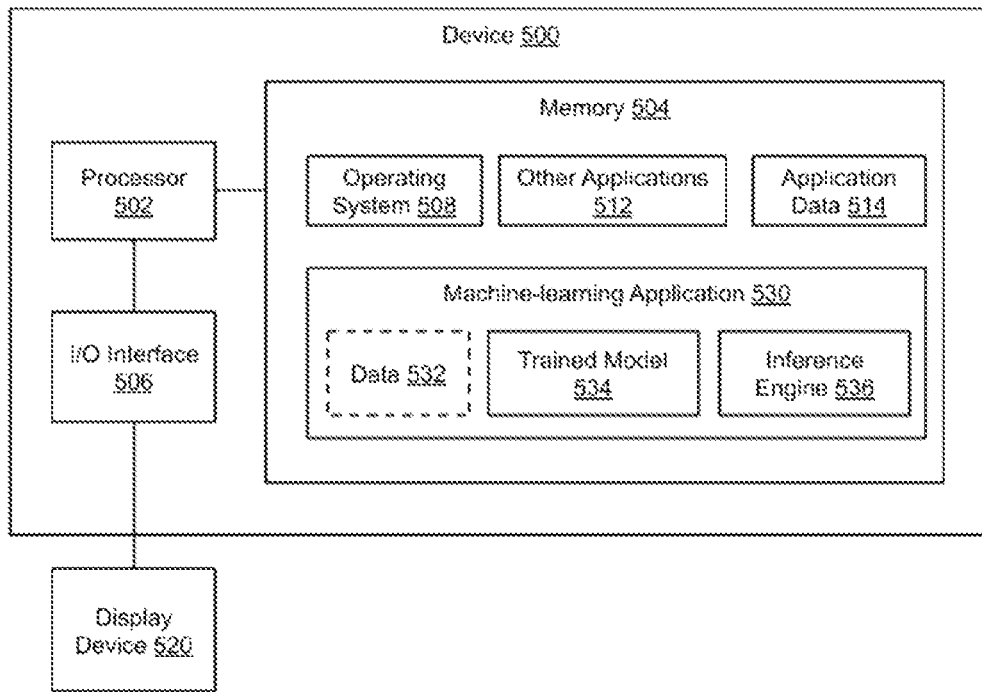 Device 500
Memory 504
Processor
502
Operating
System 508
Other Applications
512
Application
Data 514
Machine-learning Application 530
I/O Interface
506
Data 532
Trained Model
534
Inference
Engine 536
Display
Device 520